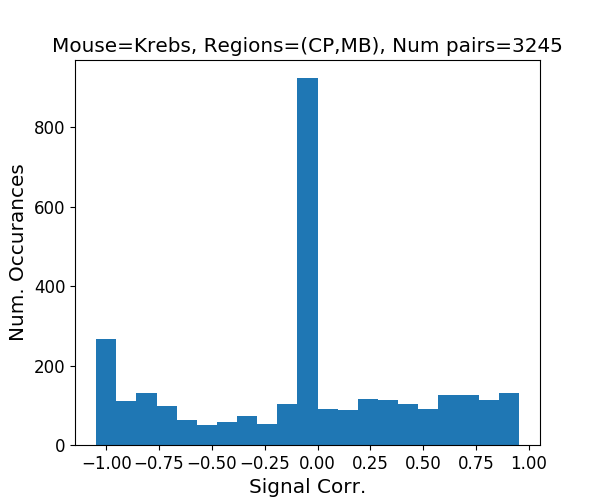 Mouse=Krebs, Regions=(CP,MB), Num pairs=3245
Num. Occurances
800
600
400
200
0
−1.00 −0.75 −0.50 −0.25 0.00 0.25 0.50 0.75 1.00
Signal Corr.